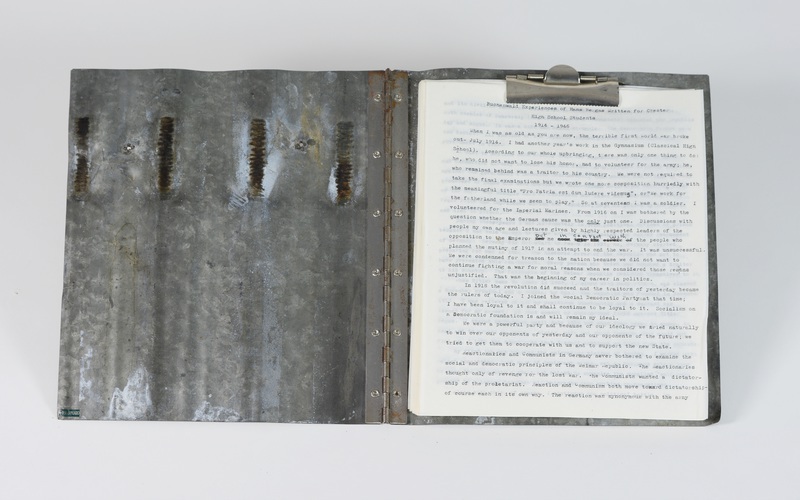 Buchenwald Experiences of Hans Seigewasser Written for Chester
High School Students
1914 - 1945
When I was as old as you are now, the terrible first world war broke
out: July 1914. I had another year's work in the Gymnasium (Classical High
School). According to our whole upbringing, there was only one thing to do:
he, who did not want to lose his honor, had to volunteer for the army; he,
who remained behind was a traitor to his country. We were not required to
take the final examinations but we wrote one more composition hurriedly with
the meaningful title "Pro Patria est dum ludere videmus", or "We work for
the fatherland while we seem to play." So at seventeen I was a soldier. I
volunteered for the Imperial Marines. From 1916 on I was bothered by the
question whether the German cause was the only just one. Discussions with
people my own age and lectures given by highly respected leaders of the
opposition to the Emperor of the people who
planned the mutiny of 1917 in an attempt to end the war. It was unsuccessful.
We were condemned for treason to the nation because we did not want to
continue fighting a war for moral reasons when we considered those
unjustified. That was the beginning of my career in politics.
In 1918 the revolution did succeed and the traitors of yesterday became
the rulers of today. I joined the Social Democratic Party at that time;
I have been loyal to it and shall continue to be loyal to it. Socialism on
a Democratic foundation is and will remain my ideal.
We were a powerful party and because of our ideology we tried naturally
to win over our opponents of yesterday and our opponents of the future; we
tried to get them to cooperate with us and to support the new State.
Reactionaries and Communists in Germany never bothered to examine the
social and democratic principles of the Weimar Republic. The Reactionaries
thought only of revenge for the lost war. The Communists wanted a dictator-
ship of the proletariat. Reaction and Communism both move toward dictatorship
of course each in its own way. The reaction was synonymous with the army